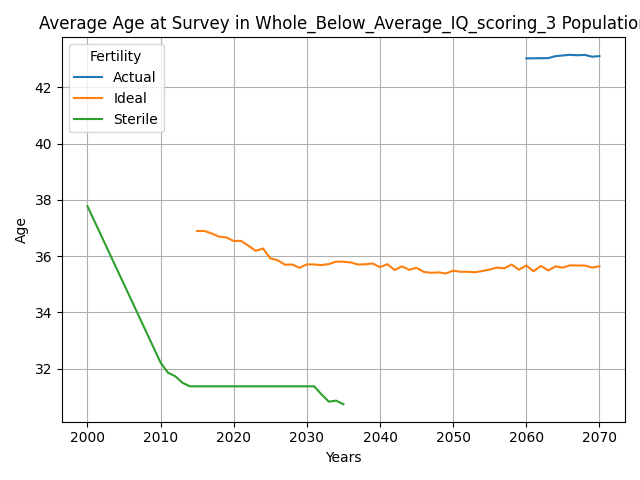 Average Age at Survey in Whole_Below_Average_IQ_scoring_3 Population
Fertility
Actual
Ideal
Sterile
42
40
38
36
34
32
Age
2000 2010 2020 2030 2040 2050 2060 2070
Years